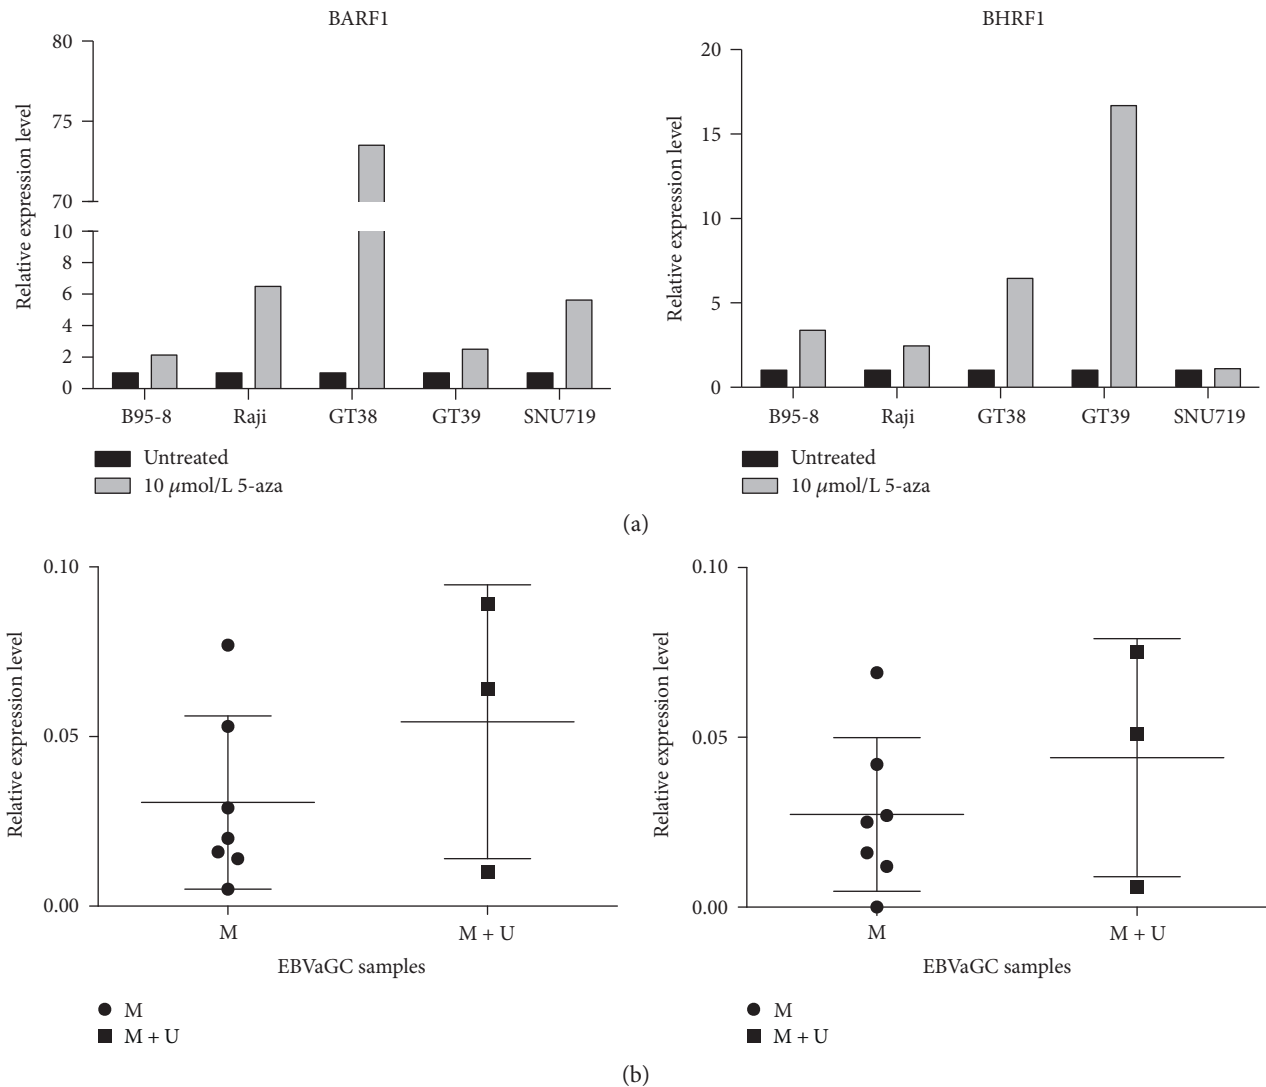 BARF1
Relative expression level
80
75
70
10
8
6
4
2
0
B95-8 Raji GT38 GT39 SNU719
Untreated
10 μmol/L 5-aza
BHRF1
Relative expression level
20
15
10
5
0
B95-8 Raji GT38 GT39 SNU719
Untreated
10 μmol/L 5-aza
(a)
Relative expression level
0.10
0.05
0.00
M M + U
EBVaGC samples
M
M + U
Relative expression level
0.10
0.05
0.00
M M + U
EBVaGC samples
M
M + U
(b)